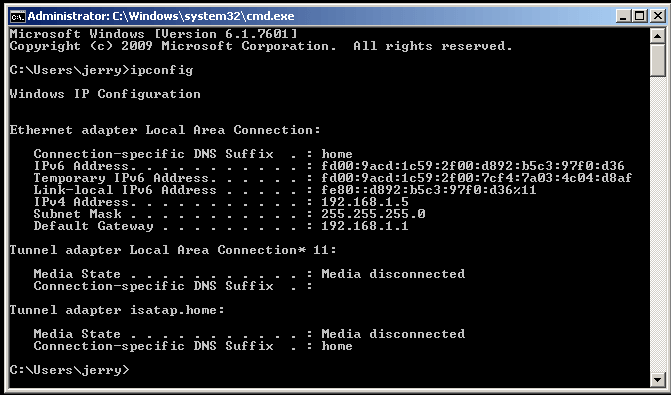 Administrator: C:\Windows\system32\cmd.exe
Microsoft Windows [Version 6.1.7601]
Copyright (c) 2009 Microsoft Corporation.  All rights reserved.
C:\Users\jerry>ipconfig
Windows IP Configuration
Ethernet adapter Local Area Connection:
   Connection-specific DNS Suffix  . : home
   IPv6 Address. . . . . . . . . . . : fd00:9acd:1c59:2f00:d892:b5c3:97f0:d36
   Temporary IPv6 Address. . . . . . : fd00:9acd:1c59:2f00:7cf4:7a03:4c04:d8af
   Link-local IPv6 Address . . . . . : fe80::d892:b5c3:97f0:d36%11
   IPv4 Address. . . . . . . . . . . : 192.168.1.5
   Subnet Mask . . . . . . . . . . . : 255.255.255.0
   Default Gateway . . . . . . . . . : 192.168.1.1
Tunnel adapter Local Area Connection* 11:
   Media State . . . . . . . . . . . : Media disconnected
   Connection-specific DNS Suffix  . :
Tunnel adapter isatap.home:
   Media State . . . . . . . . . . . : Media disconnected
   Connection-specific DNS Suffix  . : home
C:\Users\jerry>